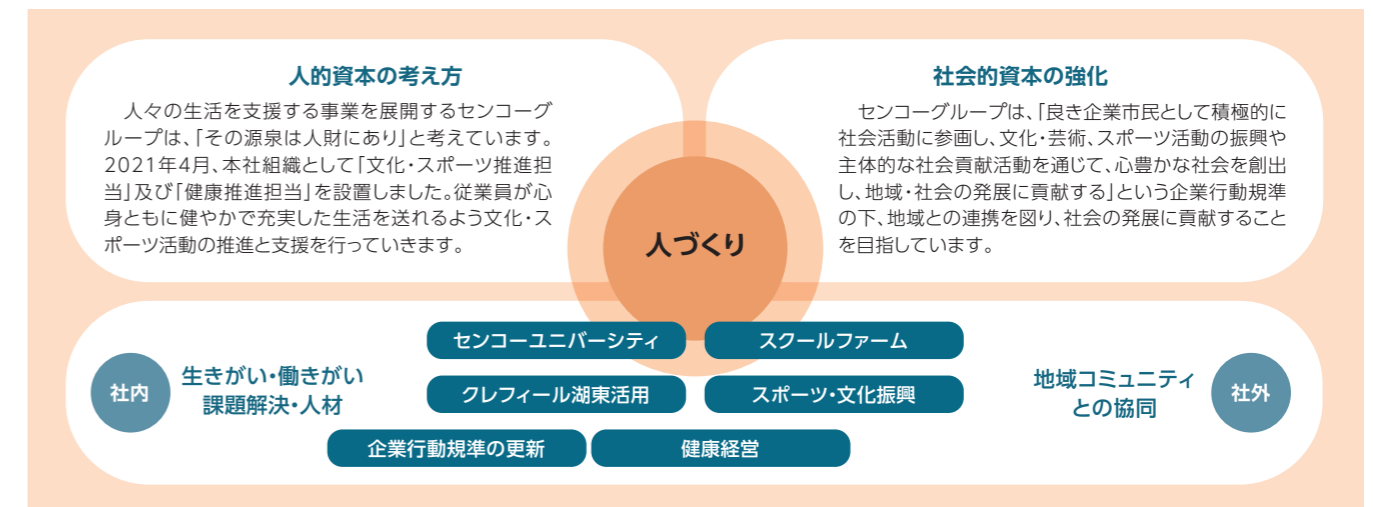 人的資本の考え方
人々の生活を支援する事業を展開するセンコーグ
ループは、「その源泉は人財にあり」と考えています。
2021年4月、本社組織として「文化・スポーツ推進担
当」及び「健康推進担当」を設置しました。従業員が心
身ともに健やかで充実した生活を送れるよう文化・ス
ポーツ活動の推進と支援を行っていきます。
社会的資本の強化
センコーグループは、「良き企業市民として積極的に
社会活動に参画し、文化・芸術、スポーツ活動の振興や
主体的な社会貢献活動を通じて、心豊かな社会を創出
し、地域・社会の発展に貢献する」という企業行動規準
の下、地域との連携を図り、社会の発展に貢献すること
を目指しています。
人づくり
社内
生きがい・働きがい
課題解決・人材
センコーユニバーシティ
スクールファーム
クレフィール湖東活用
スポーツ・文化振興
企業行動規準の更新
健康経営
地域コミュニティ
との協同
社外